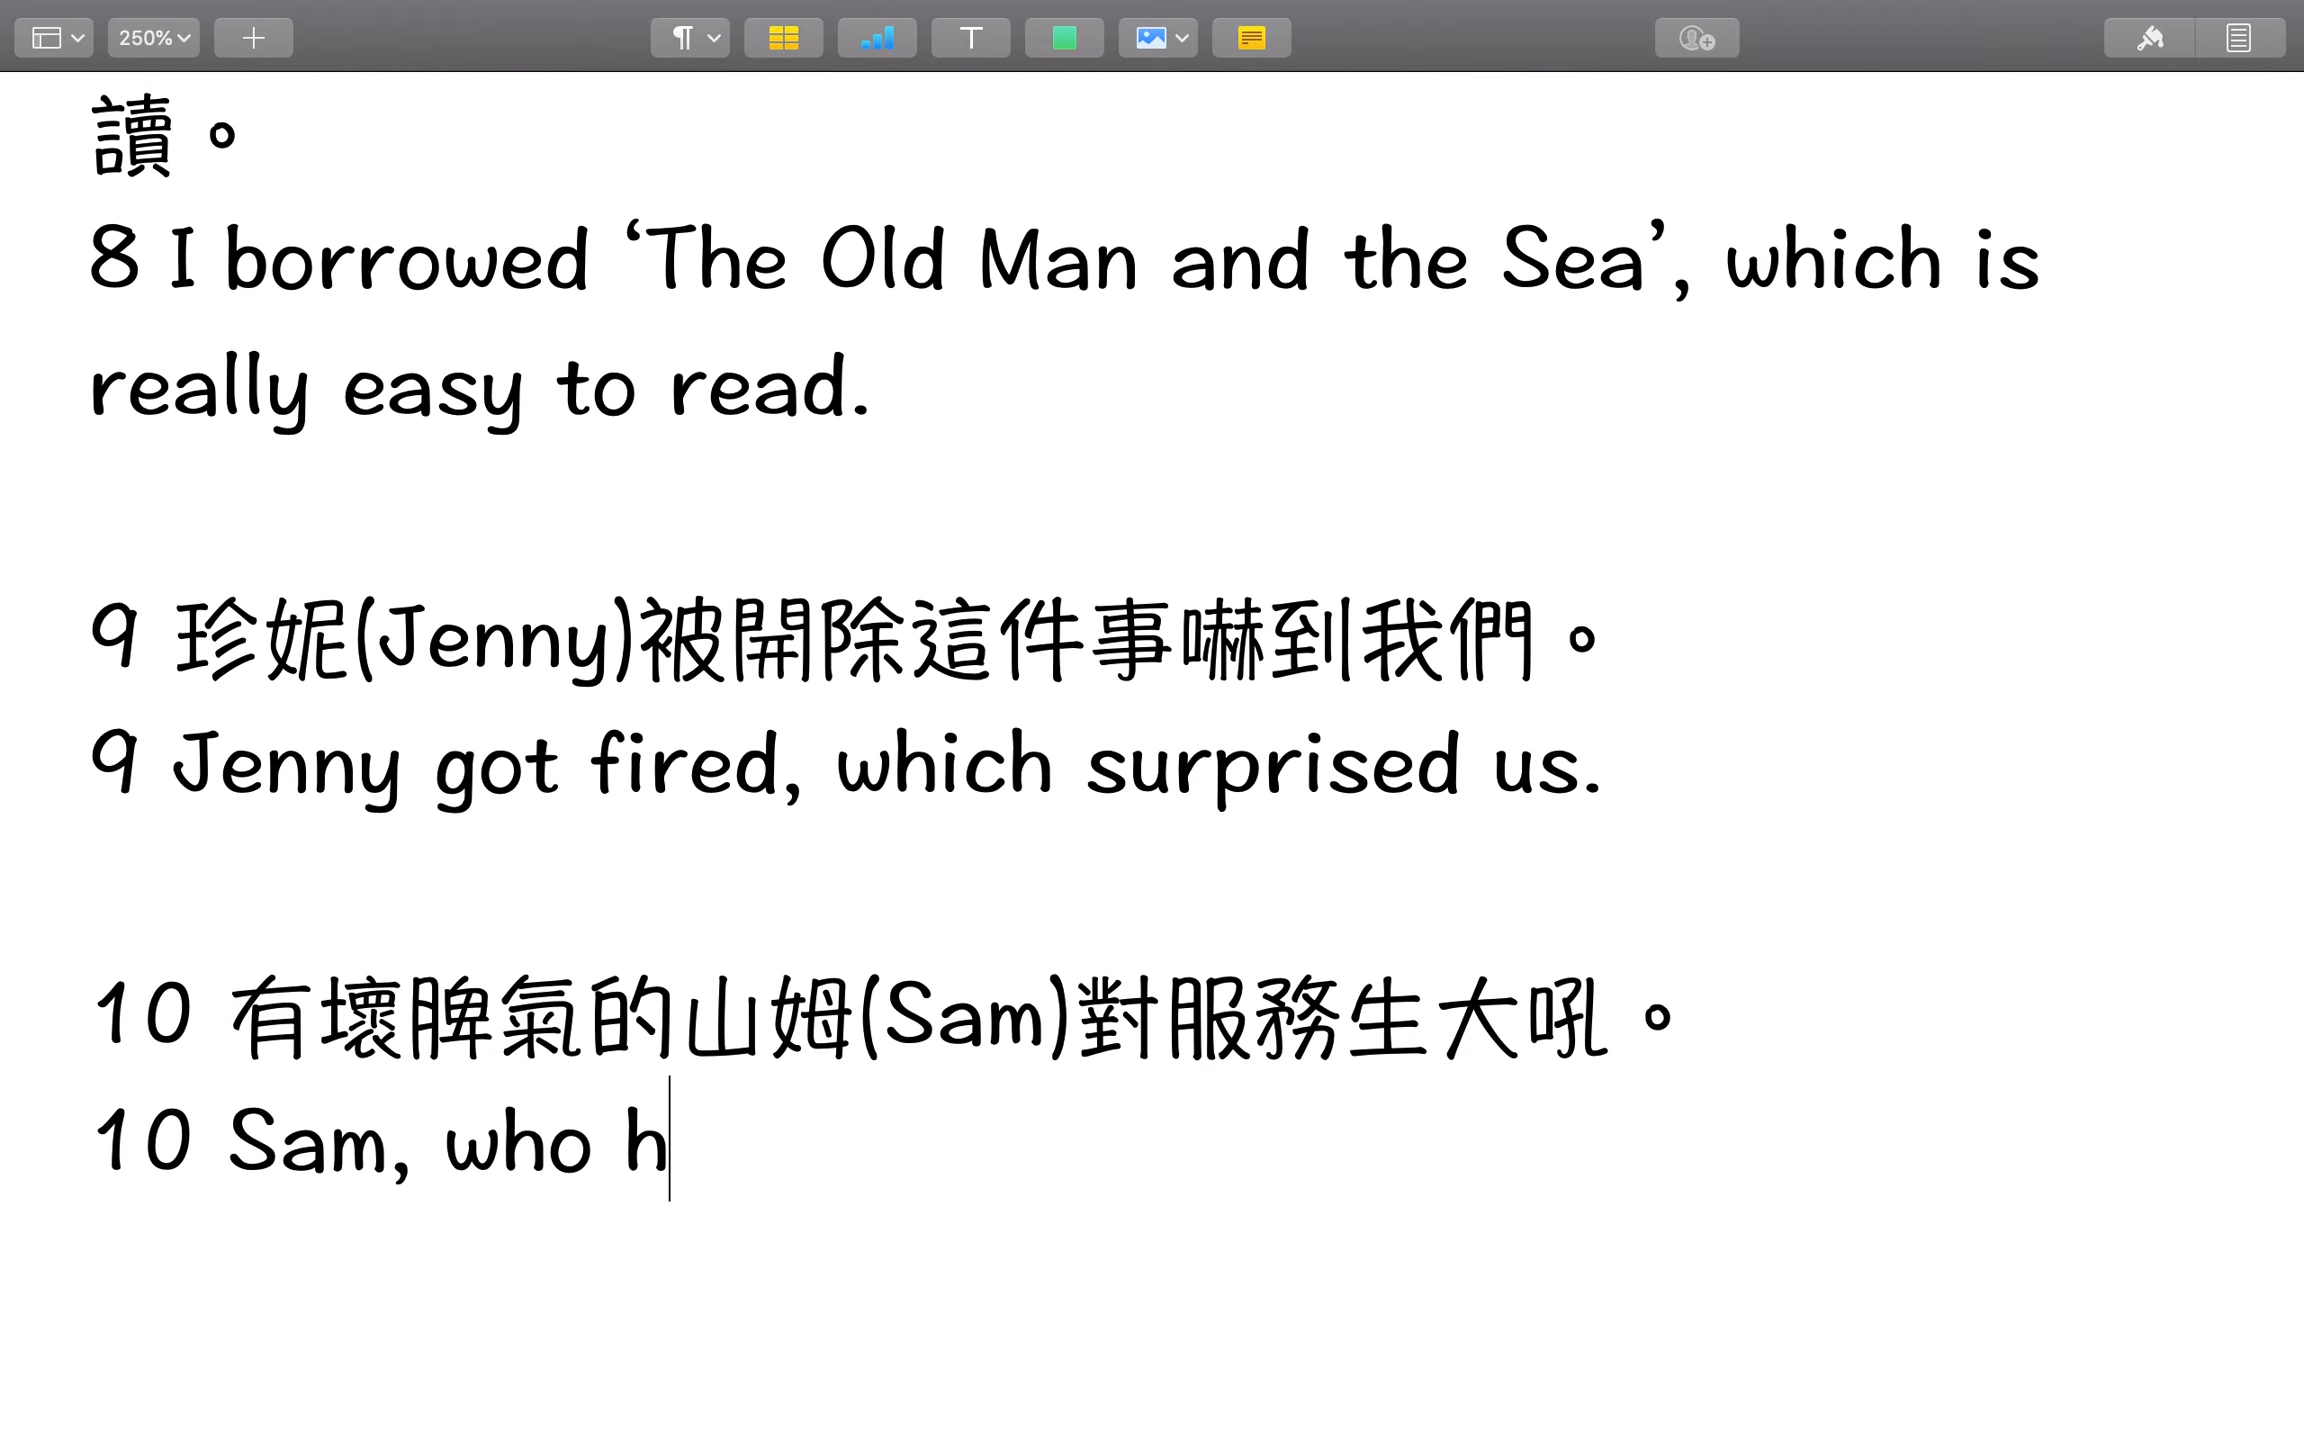 250%
讀。
8 I borrowed ‘The Old Man and the Sea’, which is
really easy to read.
9 珍妮(Jenny)被開除這件事嚇到我們。
9 Jenny got fired, which surprised us.
10 有壞脾氣的山姆(Sam)對服務生大吼。
10 Sam, who h